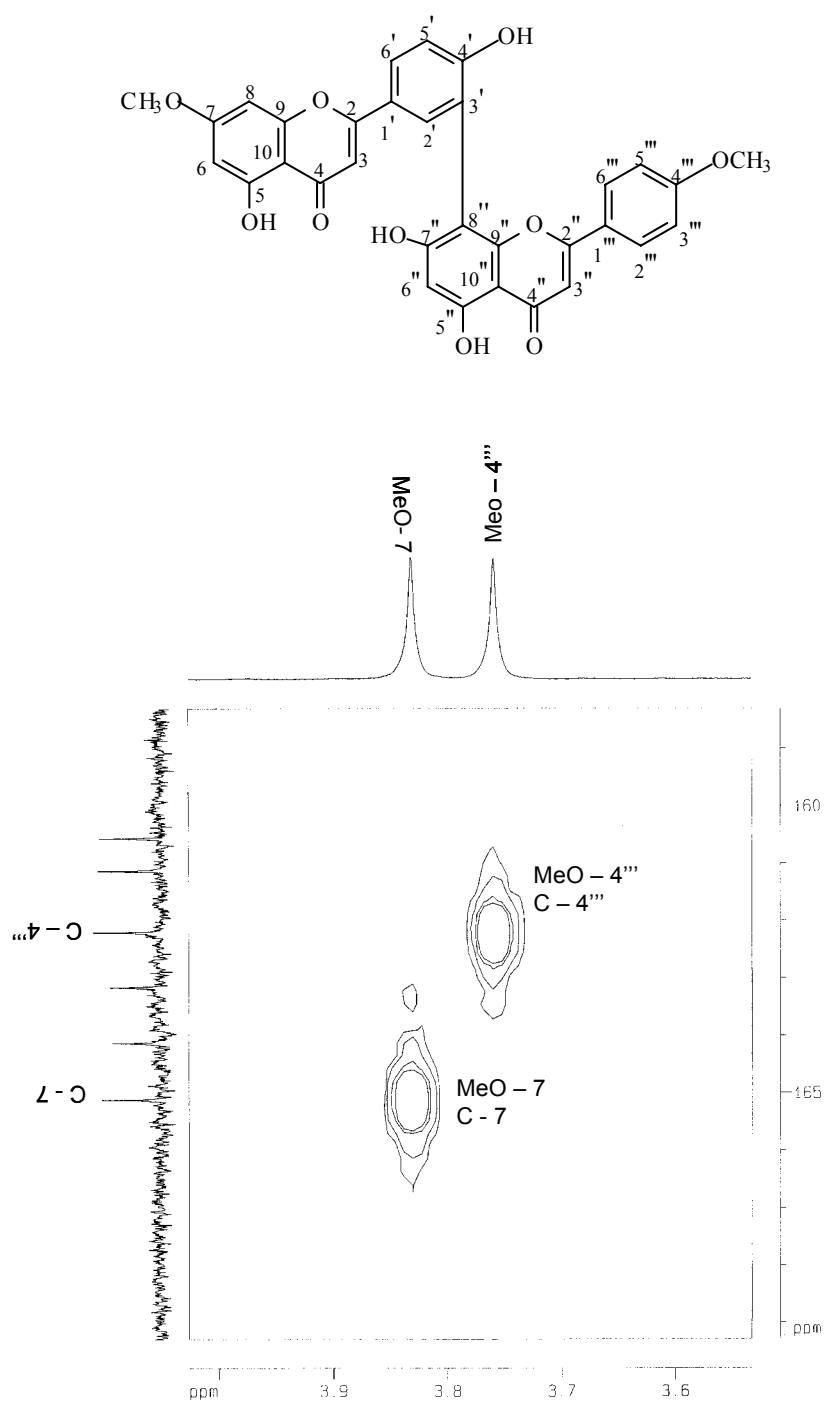 5' 
6' 4' OH
CH₃O 7 8 9 O 2 1' 2' 3'
6 5 10 4 3
OH O
6''' 5''' 4''' OCH₃
HO 7'' 8'' 9'' O 2'' 1''' 2''' 3'''
6'' 5'' 10'' 4'' 3''
OH O
MeO - 7
Meo – 4'''
160
MeO – 4'''
C – 4'''
C – 4'''
MeO – 7
C - 7
C - 7
165
ppm
ppm 3.9 3.8 3.7 3.6